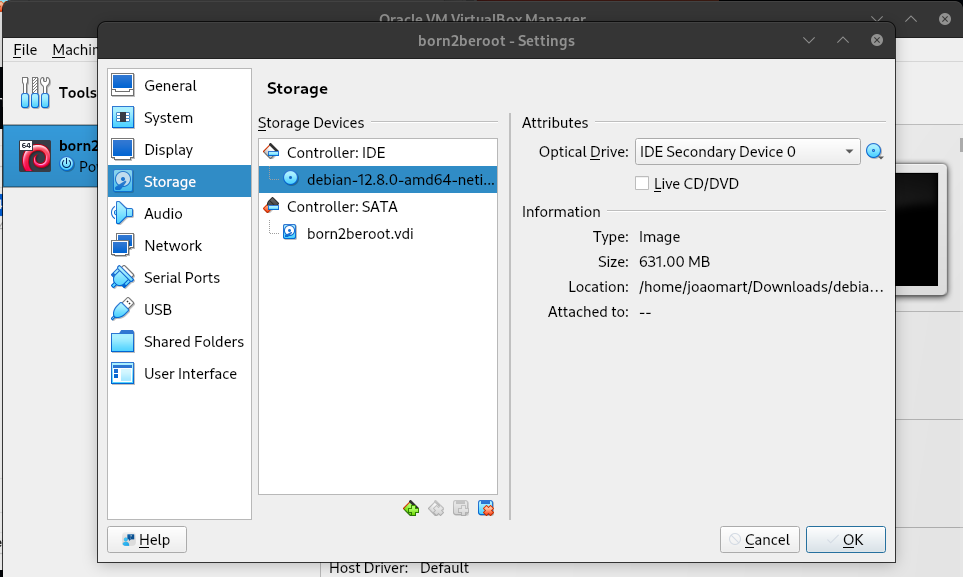 Oracle VM VirtualBox Manager
born2beroot - Settings
File Machin
Tools
64
born2
Po
General
System
Display
Storage
Audio
Network
Serial Ports
USB
Shared Folders
User Interface
Storage
Storage Devices
Controller: IDE
debian-12.8.0-amd64-neti...
Controller: SATA
born2beroot.vdi
Attributes
Optical Drive: IDE Secondary Device 0
Live CD/DVD
Information
Type: Image
Size: 631.00 MB
Location: /home/joaomart/Downloads/debia...
Attached to: --
Help
Cancel
OK
Host Driver: Default